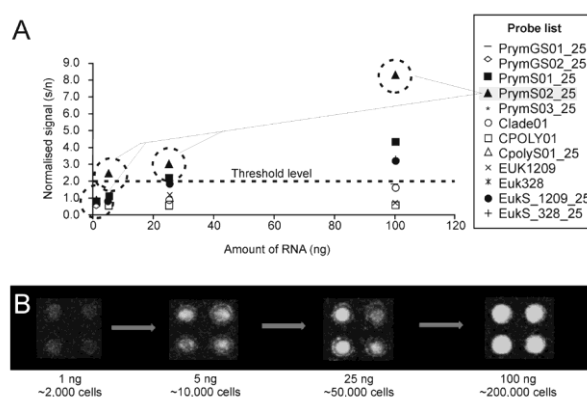 A
Normalised signal (s/n)
9.0
8.0
7.0
6.0
5.0
4.0
3.0
2.0
1.0
0.0
Threshold level
0
20
40
60
80
100
120
Amount of RNA (ng)
Probe list
PrymGS01_25
PrymGS02_25
PrymS01_25
PrymS02_25
PrymS03_25
Clade01
CPOLY01
CpolyS01_25
EUK1209
Euk328
EukS_1209_25
EukS_328_25
B
1 ng
~2.000 cells
5 ng
~10.000 cells
25 ng
~50.000 cells
100 ng
~200.000 cells